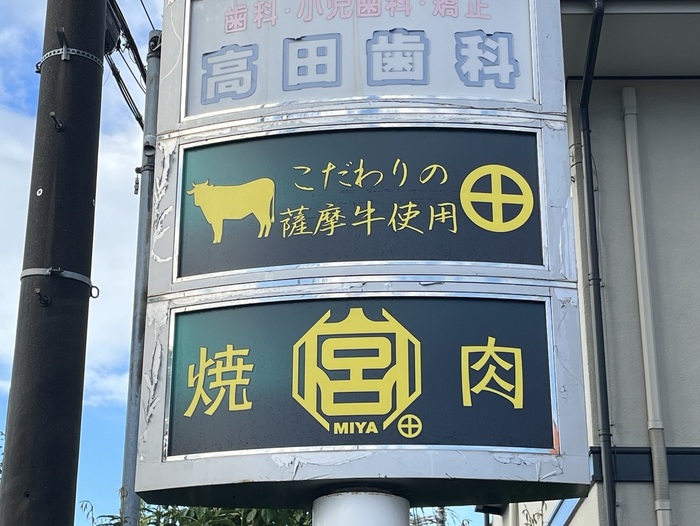 歯科・小児歯科・矯正
高田歯科
こだわりの
薩摩牛使用
焼宮肉
MIYA